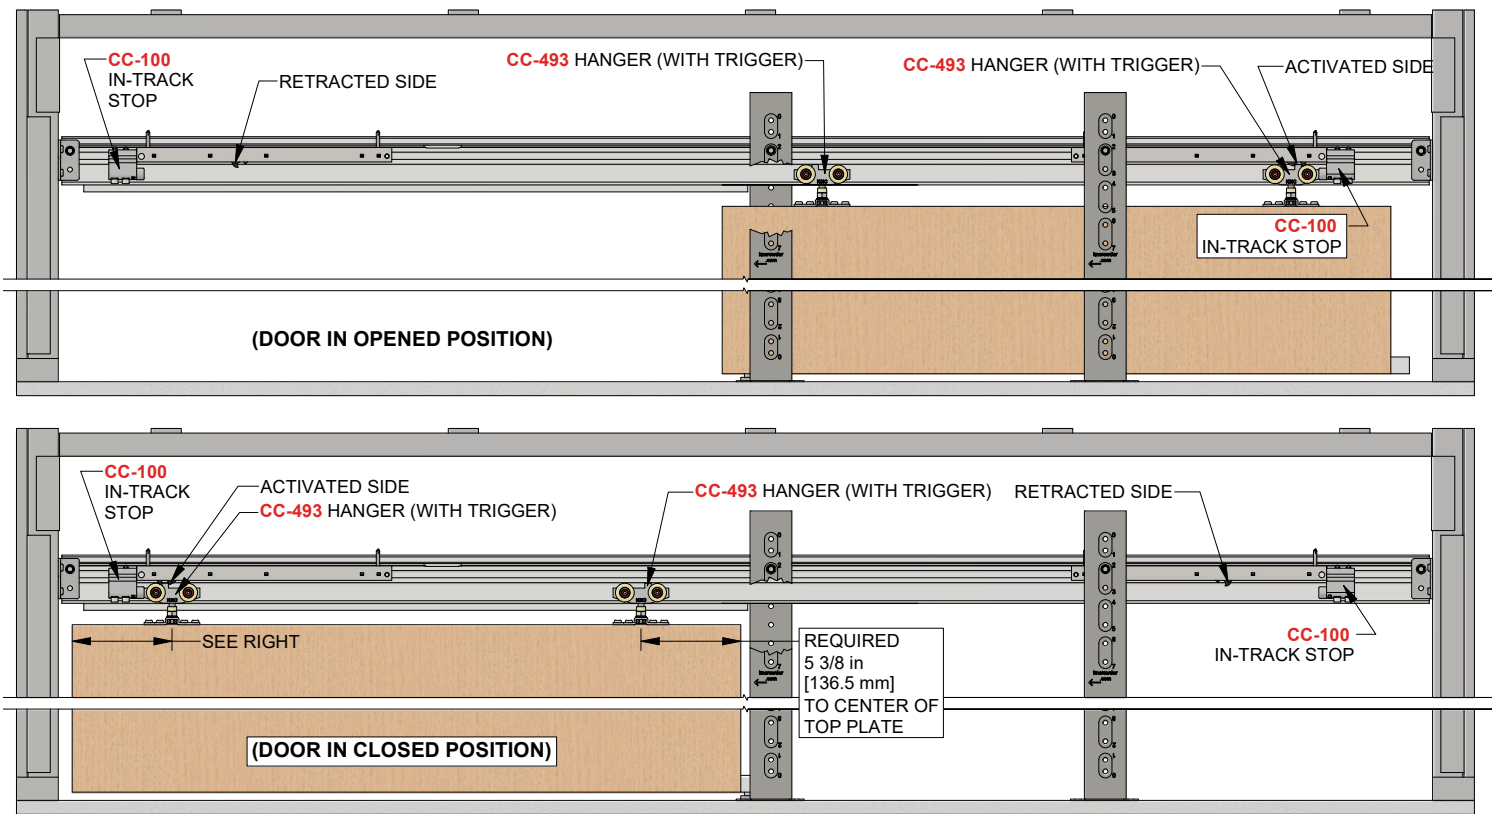 CC-100
IN-TRACK
STOP
RETRACTED SIDE
CC-493 HANGER (WITH TRIGGER)
CC-493 HANGER (WITH TRIGGER)
ACTIVATED SIDE
CC-100
IN-TRACK STOP
(DOOR IN OPENED POSITION)
CC-100
IN-TRACK
STOP
ACTIVATED SIDE
CC-493 HANGER (WITH TRIGGER)
CC-493 HANGER (WITH TRIGGER)
RETRACTED SIDE
SEE RIGHT
REQUIRED
5 3/8 in
[136.5 mm]
TO CENTER OF
TOP PLATE
CC-100
IN-TRACK STOP
(DOOR IN CLOSED POSITION)